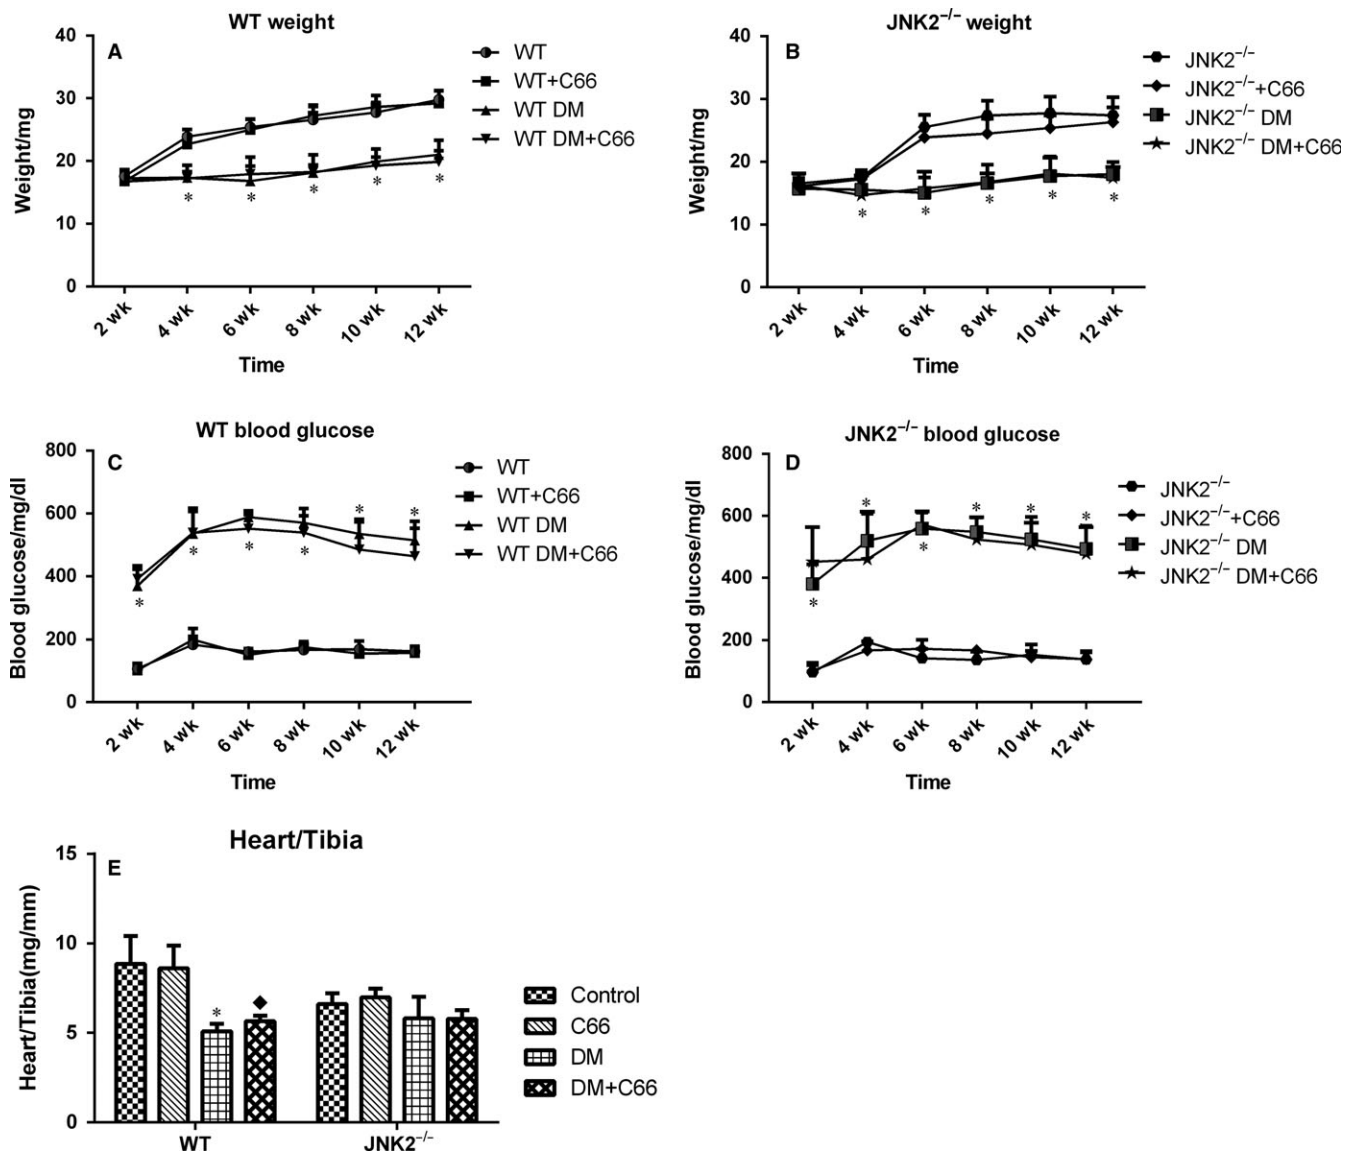 WT weight
A
WT
WT+C66
WT DM
WT DM+C66
Weight/mg
40
30
20
10
0
* * * * *
2 wk 4 wk 6 wk 8 wk 10 wk 12 wk
Time
JNK2⁻/⁻ weight
B
JNK2⁻/⁻
JNK2⁻/⁻+C66
JNK2⁻/⁻ DM
JNK2⁻/⁻ DM+C66
Weight/mg
40
30
20
10
0
* * * * *
2 wk 4 wk 6 wk 8 wk 10 wk 12 wk
Time
WT blood glucose
C
WT
WT+C66
WT DM
WT DM+C66
Blood glucose/mg/dl
800
600
400
200
0
* * * * * *
2 wk 4 wk 6 wk 8 wk 10 wk 12 wk
Time
JNK2⁻/⁻ blood glucose
D
JNK2⁻/⁻
JNK2⁻/⁻+C66
JNK2⁻/⁻ DM
JNK2⁻/⁻ DM+C66
Blood glucose/mg/dl
800
600
400
200
0
* * * * * *
2 wk 4 wk 6 wk 8 wk 10 wk 12 wk
Time
Heart/Tibia
E
Heart/Tibia(mg/mm)
15
10
5
0
* ◆
WT JNK2⁻/⁻
Control
C66
DM
DM+C66